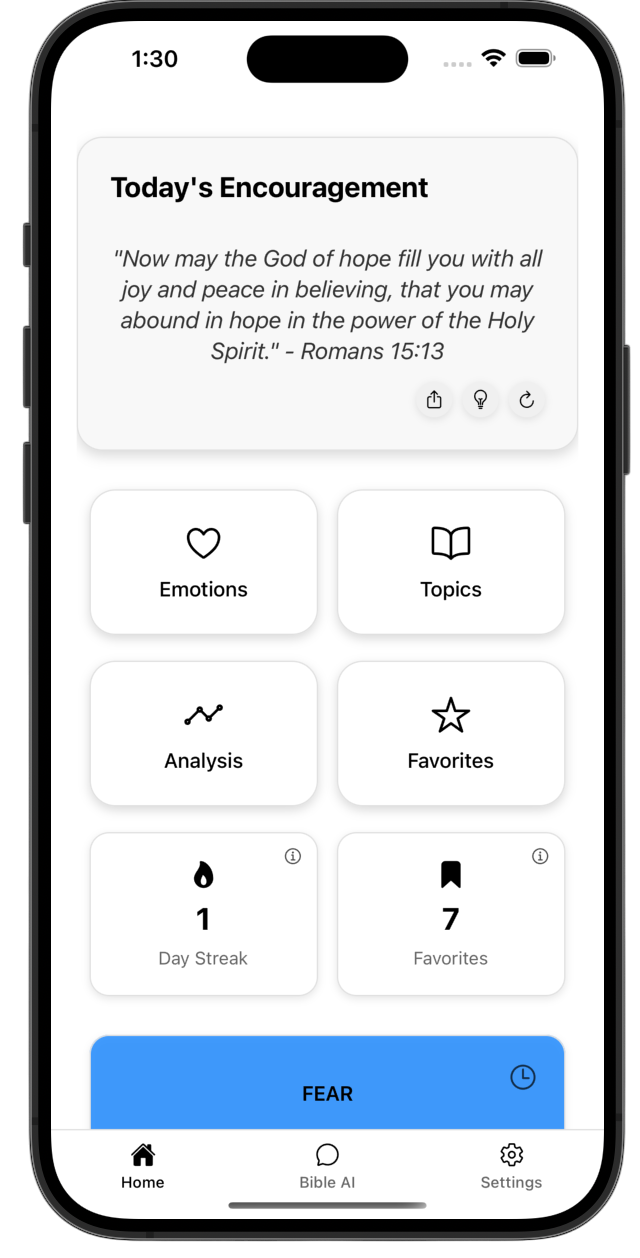 1:30
Today's Encouragement
"Now may the God of hope fill you with all
joy and peace in believing, that you may
abound in hope in the power of the Holy
Spirit." - Romans 15:13
Emotions
Topics
Analysis
Favorites
1
Day Streak
7
Favorites
FEAR
Home
Bible AI
Settings